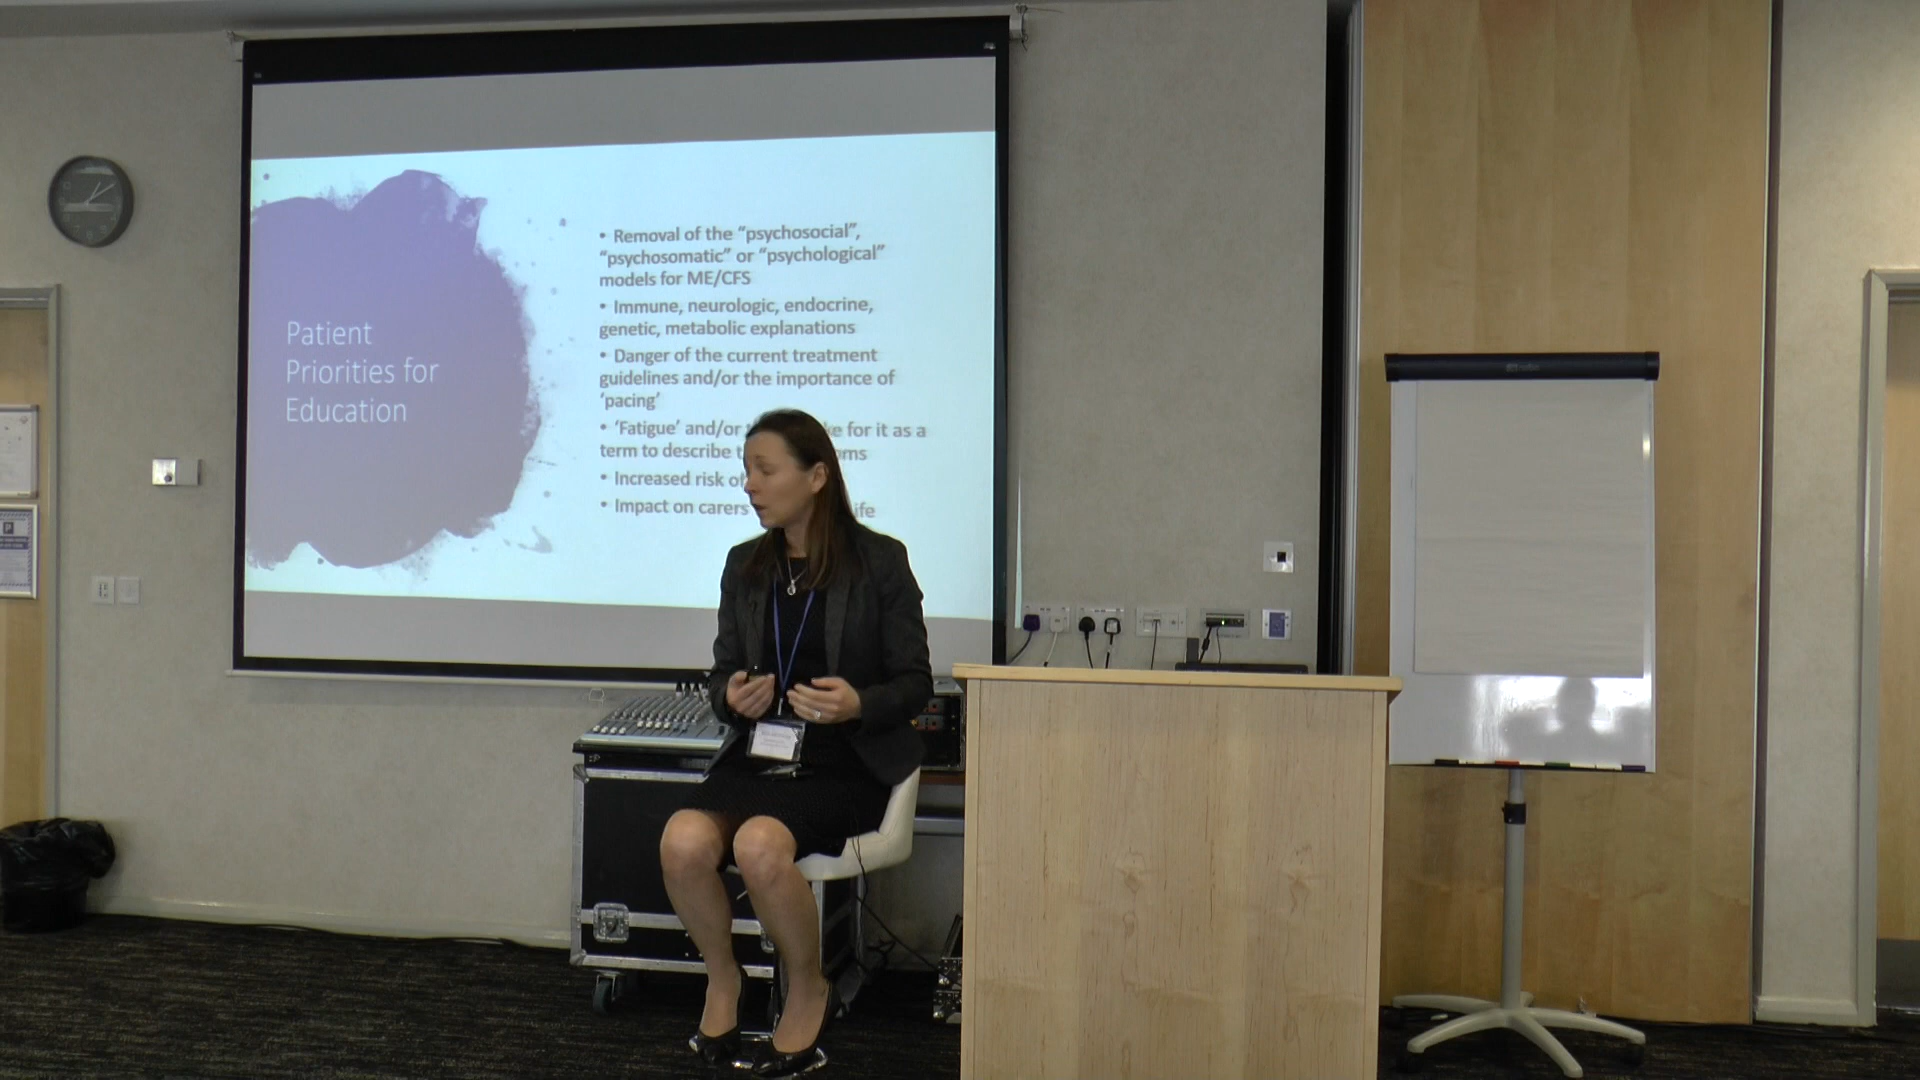 Patient
Priorities for
Education
• Removal of the “psychosocial”,
“psychosomatic” or “psychological”
models for ME/CFS
• Immune, neurologic, endocrine,
genetic, metabolic explanations
• Danger of the current treatment
guidelines and/or the importance of
‘pacing’
• ‘Fatigue’ and/or for it as a
term to describe
• Increased risk of
• Impact on carers
P